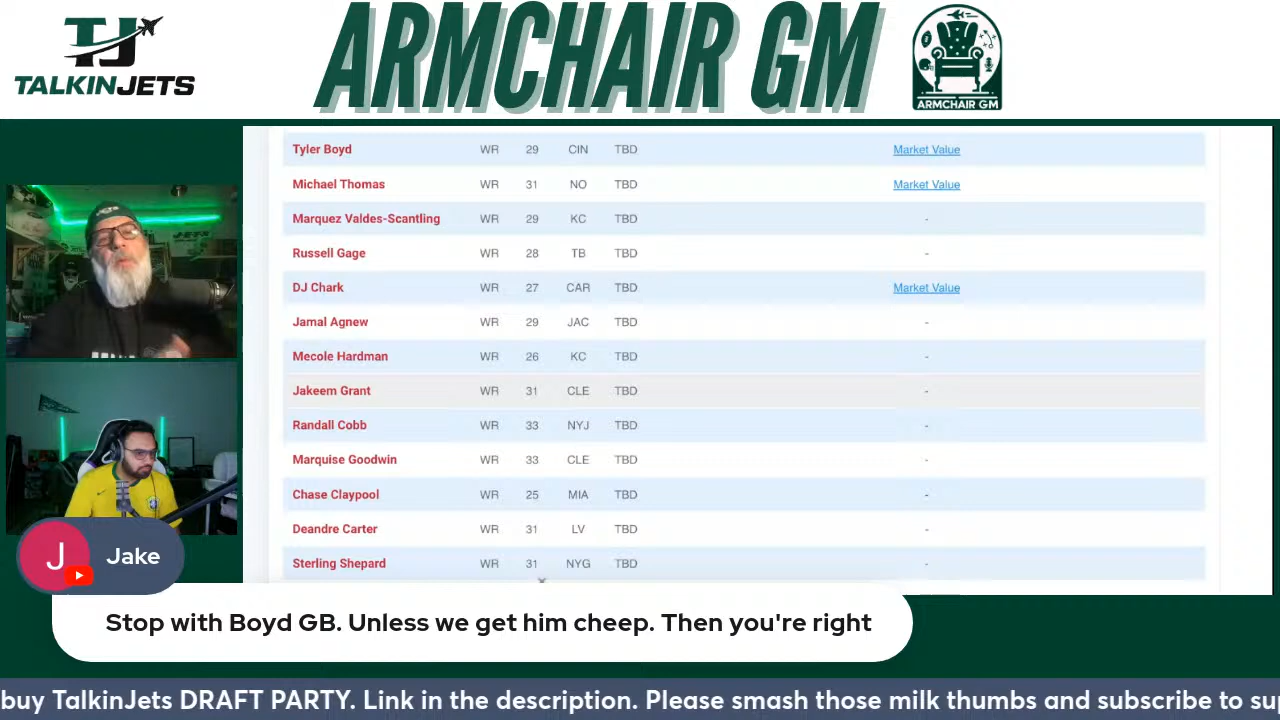 TJ
TALKINJETS
ARMCHAIR GM
ARMCHAIR GM
Tyler Boyd WR 29 CIN TBD Market Value
Michael Thomas WR 31 NO TBD Market Value
Marquez Valdes-Scantling WR 29 KC TBD -
Russell Gage WR 28 TB TBD -
DJ Chark WR 27 CAR TBD Market Value
Jamal Agnew WR 29 JAC TBD -
Mecole Hardman WR 26 KC TBD -
Jakeem Grant WR 31 CLE TBD -
Randall Cobb WR 33 NYJ TBD -
Marquise Goodwin WR 33 CLE TBD -
Chase Claypool WR 25 MIA TBD -
Deandre Carter WR 31 LV TBD -
Sterling Shepard WR 31 NYG TBD -
J Jake
Stop with Boyd GB. Unless we get him cheep. Then you're right
buy TalkinJets DRAFT PARTY. Link in the description. Please smash those milk thumbs and subscribe to su